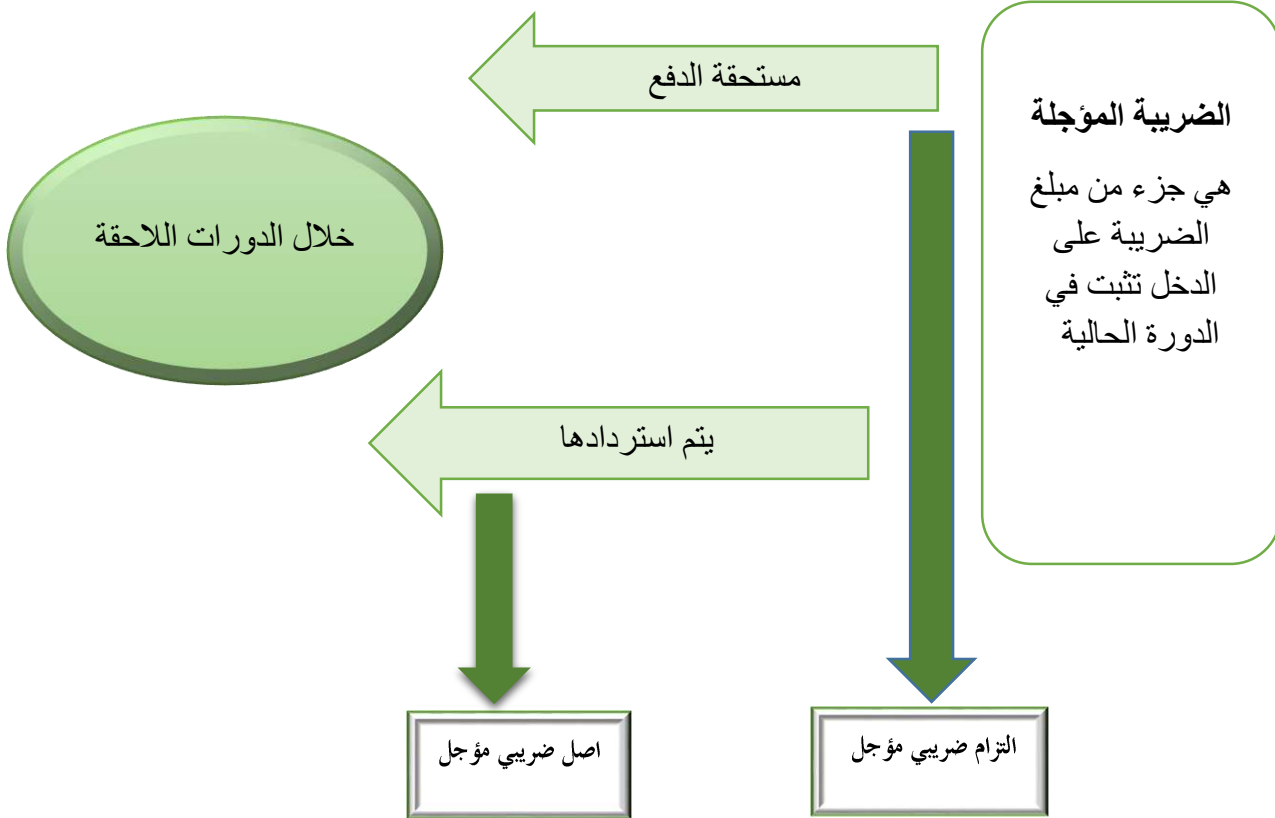 الضريبة المؤجلة
هي جزء من مبلغ
الضريبة على
الدخل تثبت في
الدورة الحالية
مستحقة الدفع
خلال الدورات اللاحقة
يتم استردادها
التزام ضريبي مؤجل
اصل ضريبي مؤجل